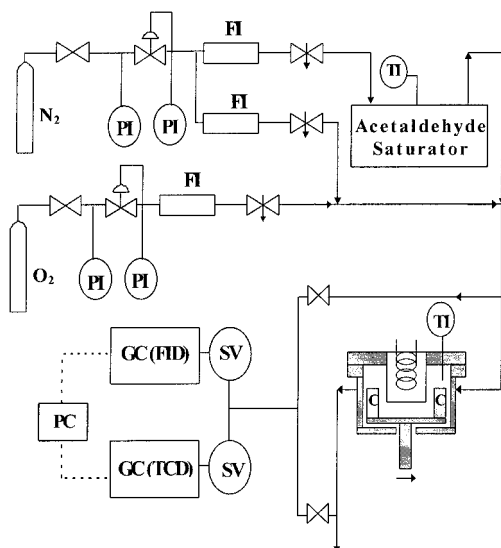 FI
TI
N2
PI
PI
FI
Acetaldehyde
Saturator
FI
O2
PI
PI
TI
GC (FID)
SV
C
C
PC
GC (TCD)
SV